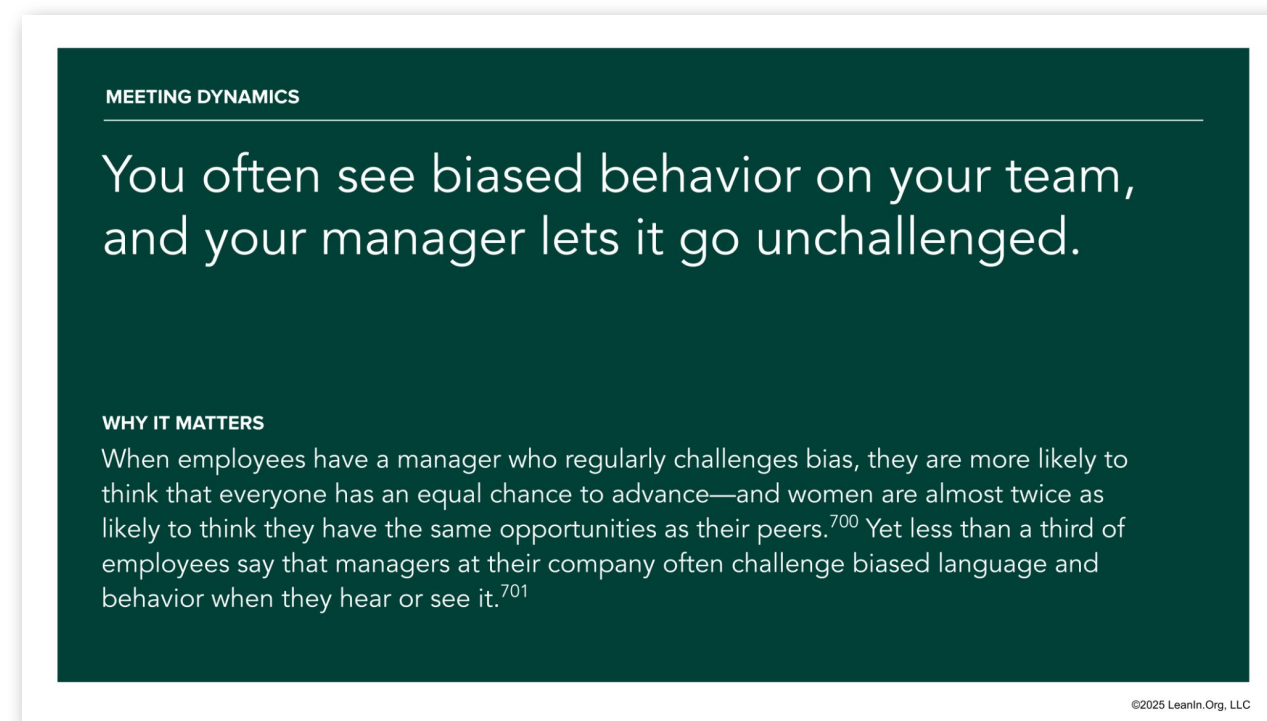 MEETING DYNAMICS
You often see biased behavior on your team,
and your manager lets it go unchallenged.
WHY IT MATTERS
When employees have a manager who regularly challenges bias, they are more likely to
think that everyone has an equal chance to advance—and women are almost twice as
likely to think they have the same opportunities as their peers.700 Yet less than a third of
employees say that managers at their company often challenge biased language and
behavior when they hear or see it.701
©2025 LeanIn.Org, LLC